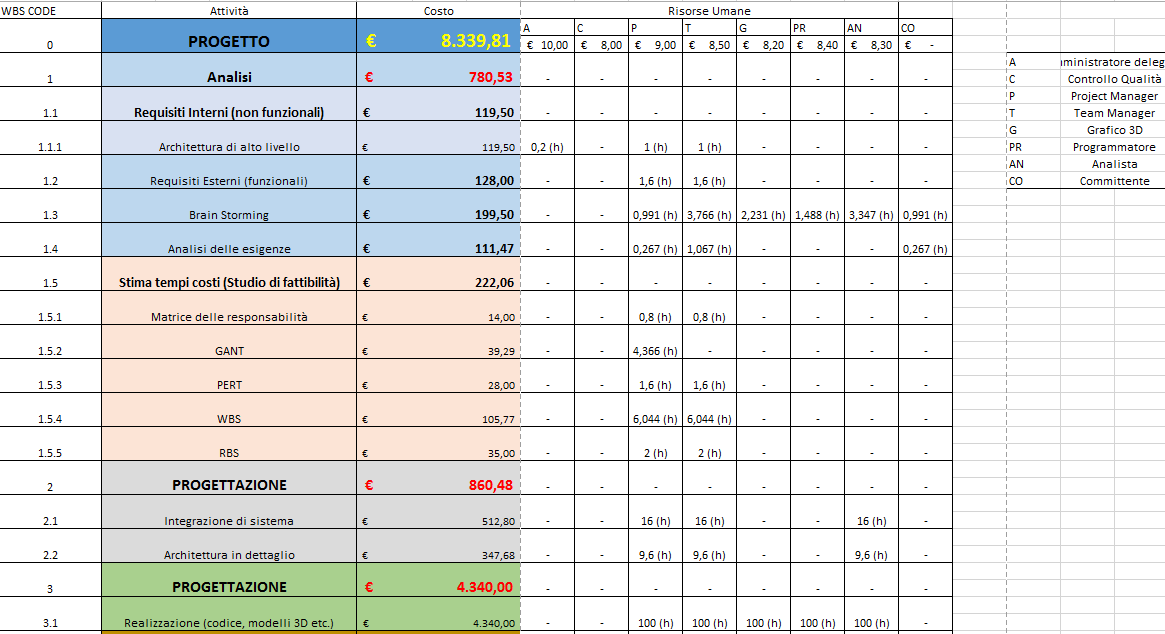 WBS CODE Attività Costo Risorse Umane
A C P T G PR AN CO
0 PROGETTO € 8.339,81 € 10,00 € 8,00 € 9,00 € 8,50 € 8,20 € 8,40 € 8,30 € -
1 Analisi € 780,53 - - - - - - - - A ministratore deleg
C Controllo Qualità
1.1 Requisiti Interni (non funzionali) € 119,50 - - - - - - - - P Project Manager
T Team Manager
G Grafico 3D
1.1.1 Architettura di alto livello € 119,50 0,2 (h) - 1 (h) 1 (h) - - - - PR Programmatore
AN Analista
1.2 Requisiti Esterni (funzionali) € 128,00 - - 1,6 (h) 1,6 (h) - - - - CO Committente
1.3 Brain Storming € 199,50 - - 0,991 (h) 3,766 (h) 2,231 (h) 1,488 (h) 3,347 (h) 0,991 (h)
1.4 Analisi delle esigenze € 111,47 - - 0,267 (h) 1,067 (h) - - - 0,267 (h)
1.5 Stima tempi costi (Studio di fattibilità) € 222,06 - - - - - - - -
1.5.1 Matrice delle responsabilità € 14,00 - - 0,8 (h) 0,8 (h) - - - -
1.5.2 GANT € 39,29 - - 4,366 (h) - - - - -
1.5.3 PERT € 28,00 - - 1,6 (h) 1,6 (h) - - - -
1.5.4 WBS € 105,77 - - 6,044 (h) 6,044 (h) - - - -
1.5.5 RBS € 35,00 - - 2 (h) 2 (h) - - - -
2 PROGETTAZIONE € 860,48 - - - - - - - -
2.1 Integrazione di sistema € 512,80 - - 16 (h) 16 (h) - - 16 (h) -
2.2 Architettura in dettaglio € 347,68 - - 9,6 (h) 9,6 (h) - - 9,6 (h) -
3 PROGETTAZIONE € 4.340,00 - - - - - - - -
3.1 Realizzazione (codice, modelli 3D etc.) € 4.340,00 - - 100 (h) 100 (h) 100 (h) 100 (h) 100 (h) -